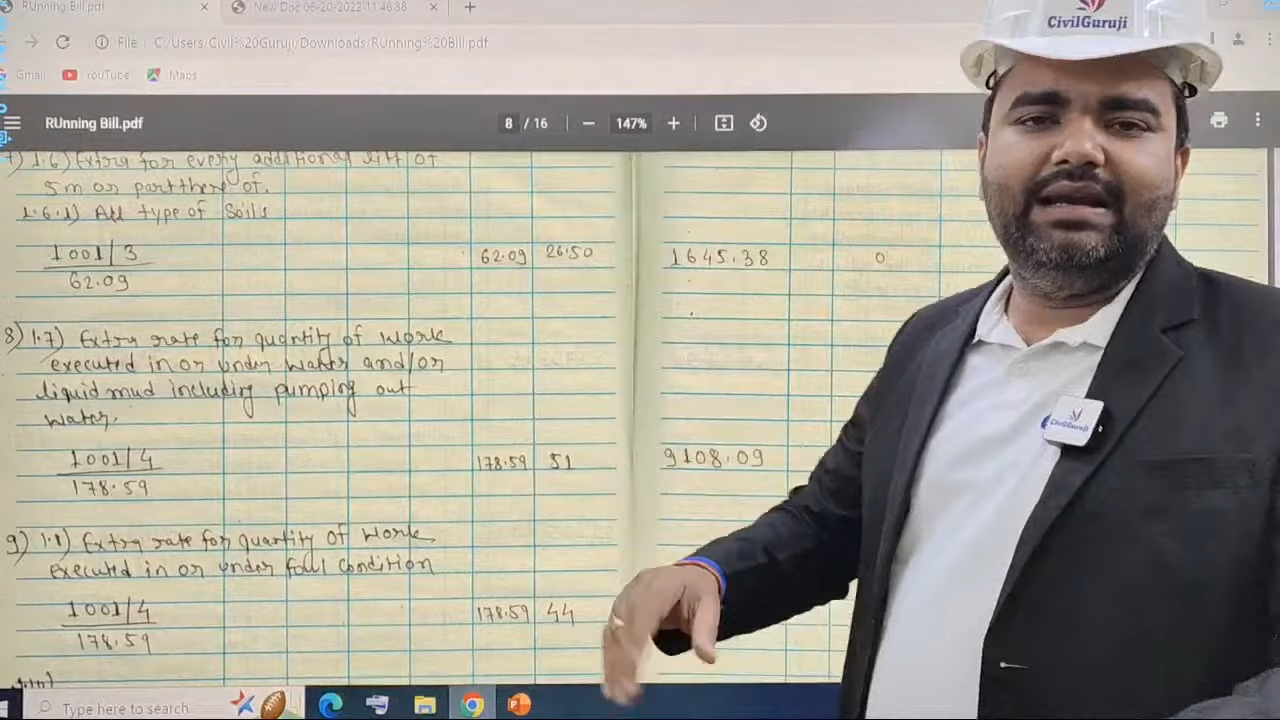 RUnning Bill.pdf
New Doc 06-20-2022-11:46:38
File C:/Users/Civil%20Guruji/Downloads/RUnning%20Bill.pdf
Gmail YouTube Maps
RUnning Bill.pdf 8 / 16 147%
7) 1.6) Extra for every additional lift of
5m or part there of.
1.6.1) All type of Soils
1001/3 62.09 26.50 1645.38 0
62.09
8) 1.7) Extra rate for quantity of work
executed in or under water and/or
liquid mud including pumping out
water.
1001/4 178.59 51 9108.09
178.59
9) 1.8) Extra rate for quantity of work
executed in or under foul condition
1001/4 178.59 44
178.59
Type here to search
CivilGuruji
CivilGuruji